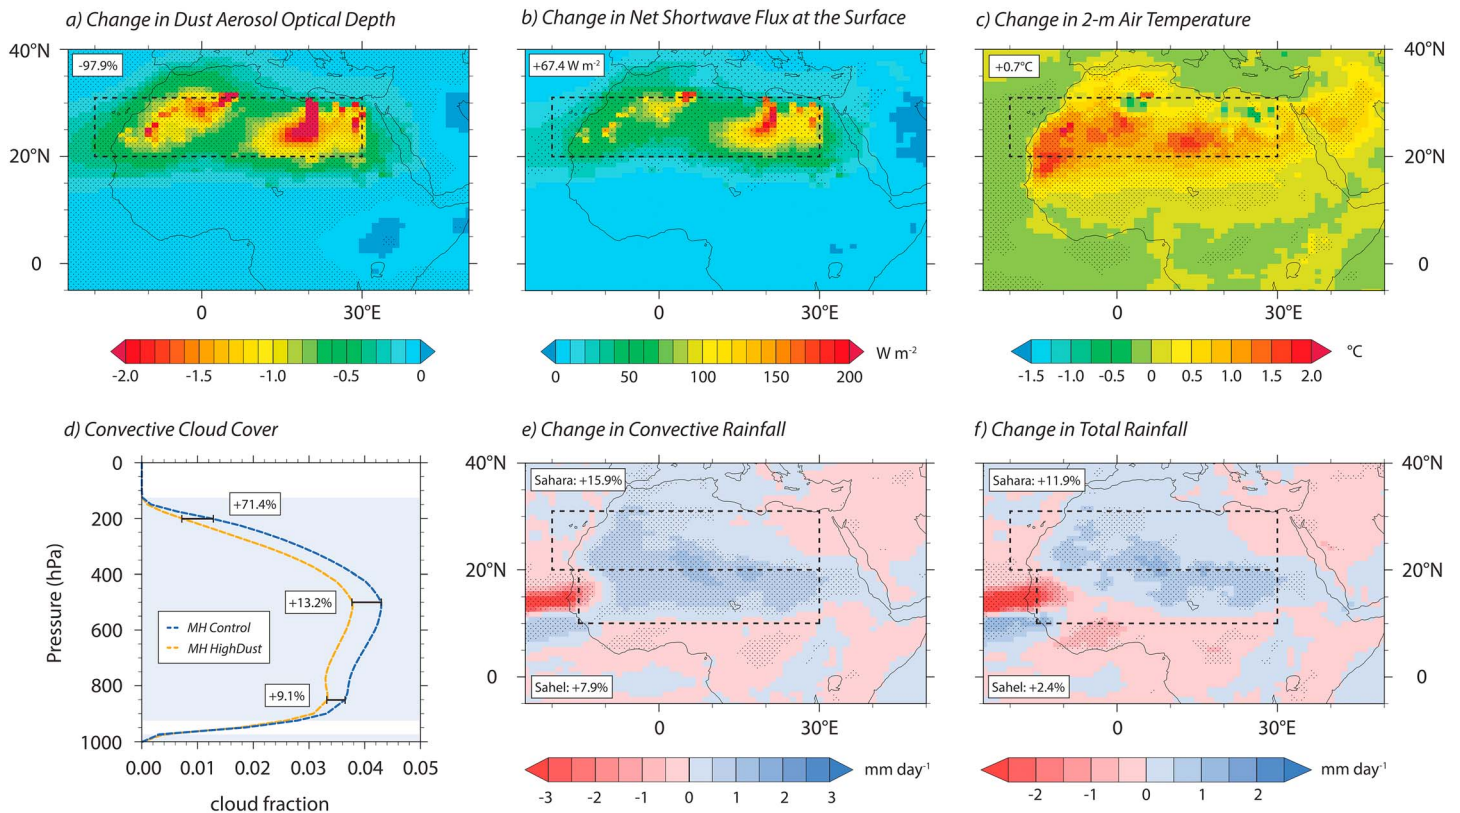 a) Change in Dust Aerosol Optical Depth
b) Change in Net Shortwave Flux at the Surface
c) Change in 2-m Air Temperature
40°N
20°N
0
-97.9%
0
30°E
+67.4 W m-2
0
30°E
+0.7°C
0
30°E
40°N
20°N
0
-2.0
-1.5
-1.0
-0.5
0
0
50
100
150
200
W m-2
-1.5
-1.0
-0.5
0
0.5
1.0
1.5
2.0
°C
d) Convective Cloud Cover
e) Change in Convective Rainfall
f) Change in Total Rainfall
Pressure (hPa)
0
200
400
600
800
1000
+71.4%
+13.2%
+9.1%
MH Control
MH HighDust
0.00
0.01
0.02
0.03
0.04
0.05
cloud fraction
40°N
20°N
0
Sahara: +15.9%
Sahel: +7.9%
0
30°E
-3
-2
-1
0
1
2
3
mm day-1
Sahara: +11.9%
Sahel: +2.4%
40°N
20°N
0
0
30°E
-2
-1
0
1
2
mm day-1